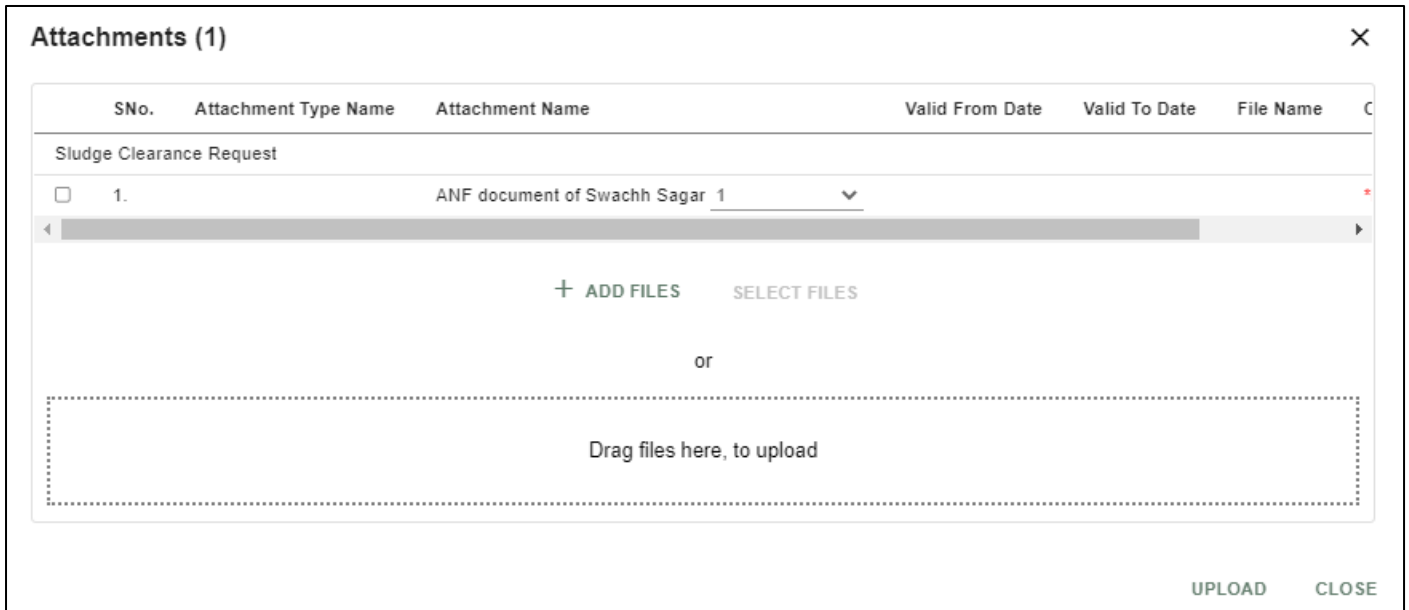 Attachments (1)
SNo. Attachment Type Name Attachment Name Valid From Date Valid To Date File Name
Sludge Clearance Request
1. ANF document of Swachh Sagar 1
*
+ ADD FILES SELECT FILES
or
Drag files here, to upload
UPLOAD CLOSE